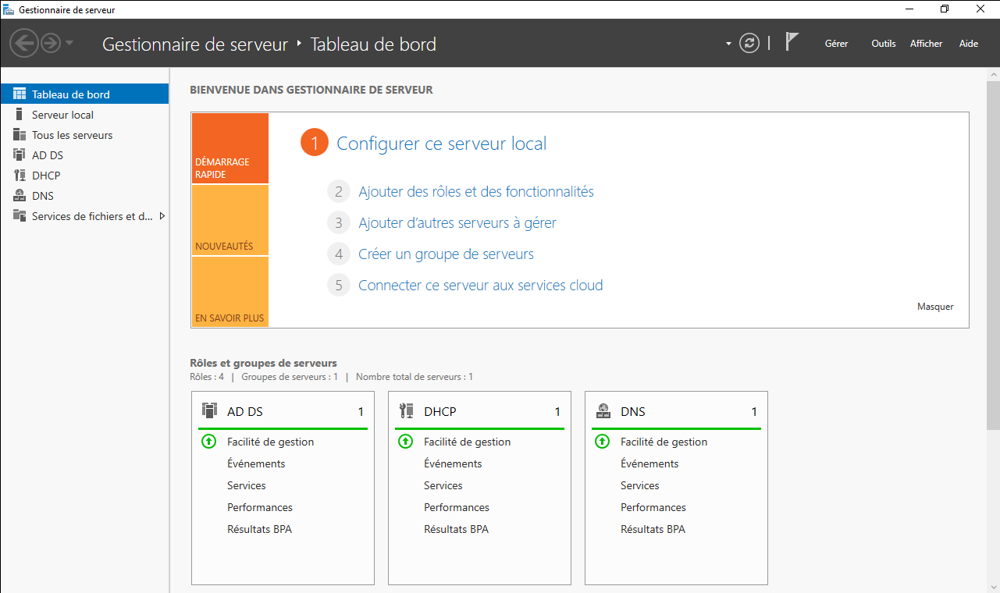 Gestionnaire de serveur
Gestionnaire de serveur ‣ Tableau de bord
Gérer Outils Afficher Aide
Tableau de bord
Serveur local
Tous les serveurs
AD DS
DHCP
DNS
Services de fichiers et d...
BIENVENUE DANS GESTIONNAIRE DE SERVEUR
DÉMARRAGE
RAPIDE
NOUVEAUTÉS
EN SAVOIR PLUS
1 Configurer ce serveur local
2 Ajouter des rôles et des fonctionnalités
3 Ajouter d’autres serveurs à gérer
4 Créer un groupe de serveurs
5 Connecter ce serveur aux services cloud
Masquer
Rôles et groupes de serveurs
Rôles : 4 | Groupes de serveurs : 1 | Nombre total de serveurs : 1
AD DS 1
Facilité de gestion
Événements
Services
Performances
Résultats BPA
DHCP 1
Facilité de gestion
Événements
Services
Performances
Résultats BPA
DNS 1
Facilité de gestion
Événements
Services
Performances
Résultats BPA